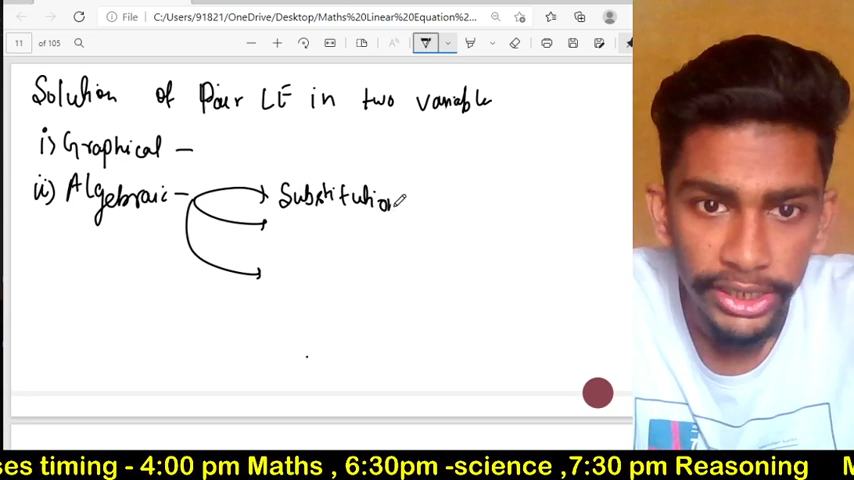 File | C:/Users/91821/OneDrive/Desktop/Maths%20Linear%20Equation%2...
11 of 105
Solution of Pair LE in two variable
i) Graphical -
ii) Algebraic - Substitution
ses timing - 4:00 pm Maths , 6:30pm -science ,7:30 pm Reasoning M